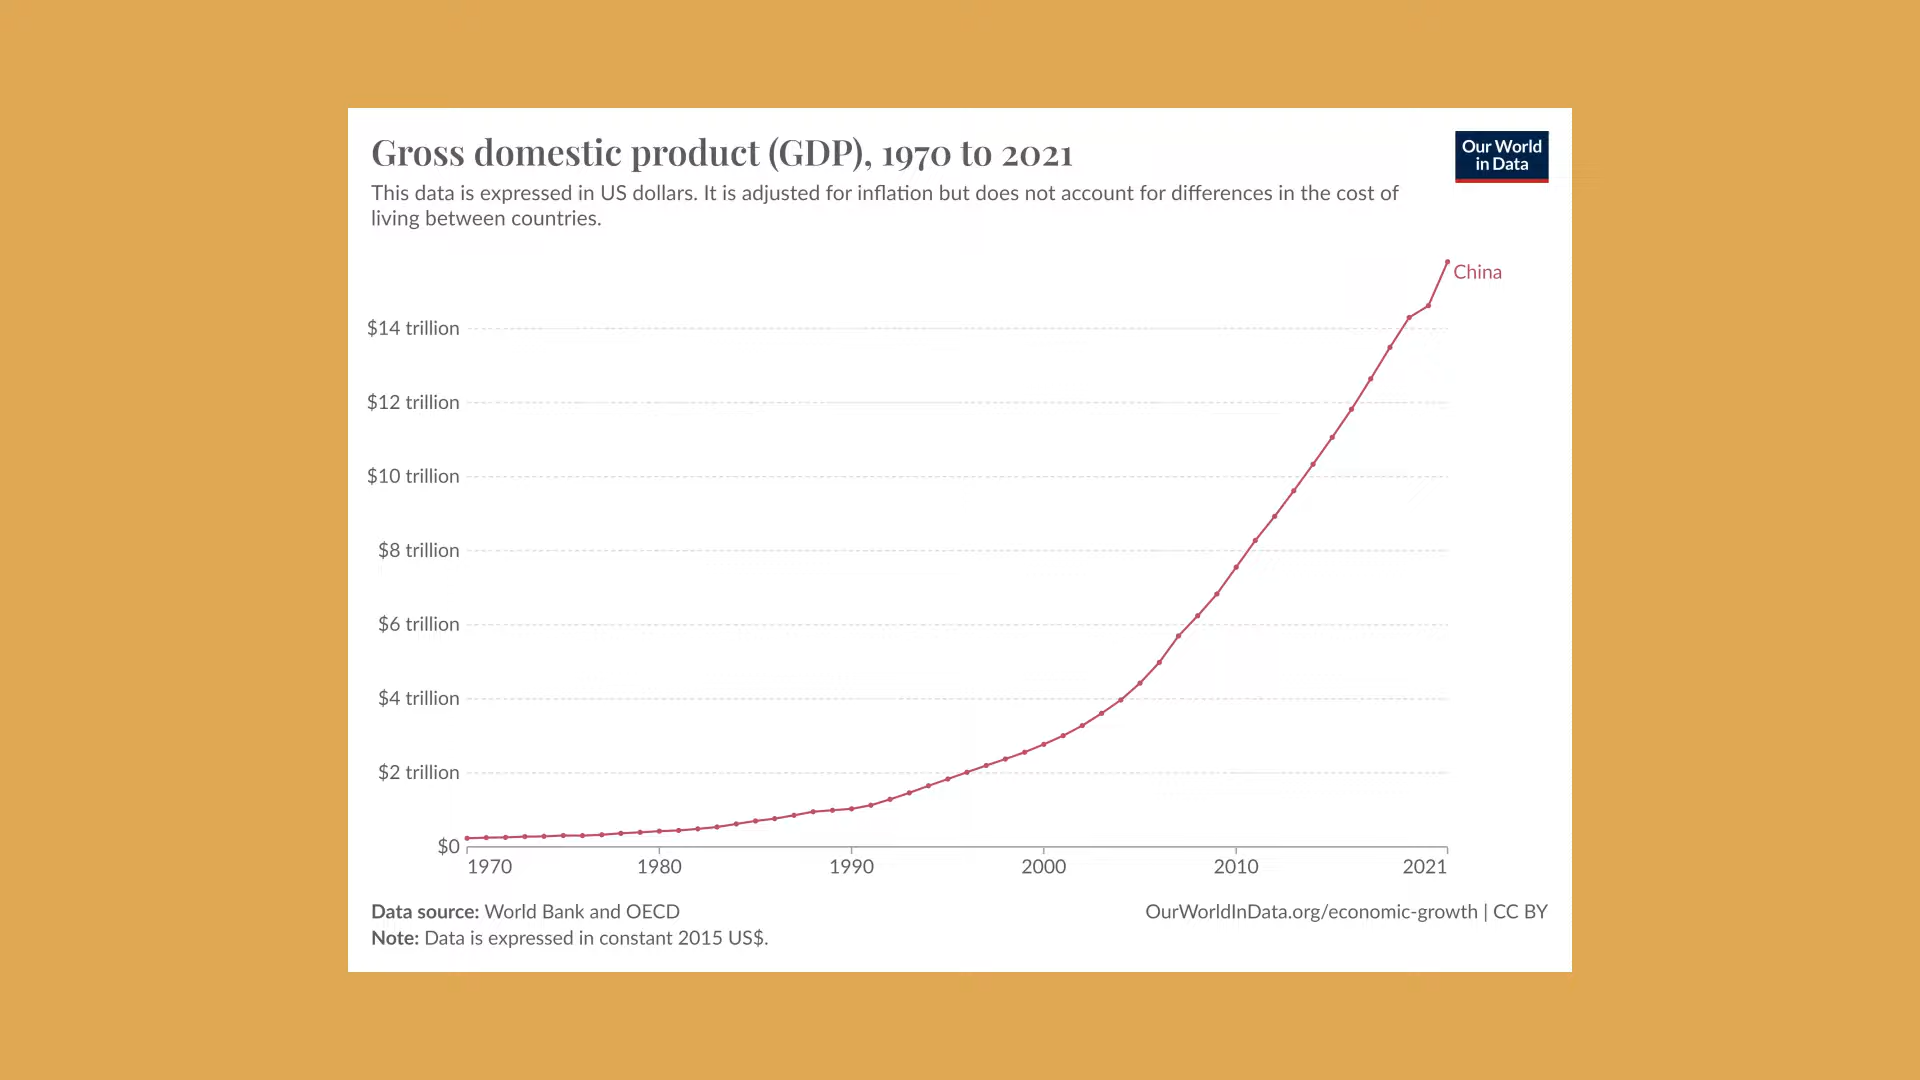 Gross domestic product (GDP), 1970 to 2021
Our World
in Data
This data is expressed in US dollars. It is adjusted for inflation but does not account for differences in the cost of
living between countries.
China
$14 trillion
$12 trillion
$10 trillion
$8 trillion
$6 trillion
$4 trillion
$2 trillion
$0
1970 1980 1990 2000 2010 2021
Data source: World Bank and OECD
OurWorldInData.org/economic-growth | CC BY
Note: Data is expressed in constant 2015 US$.